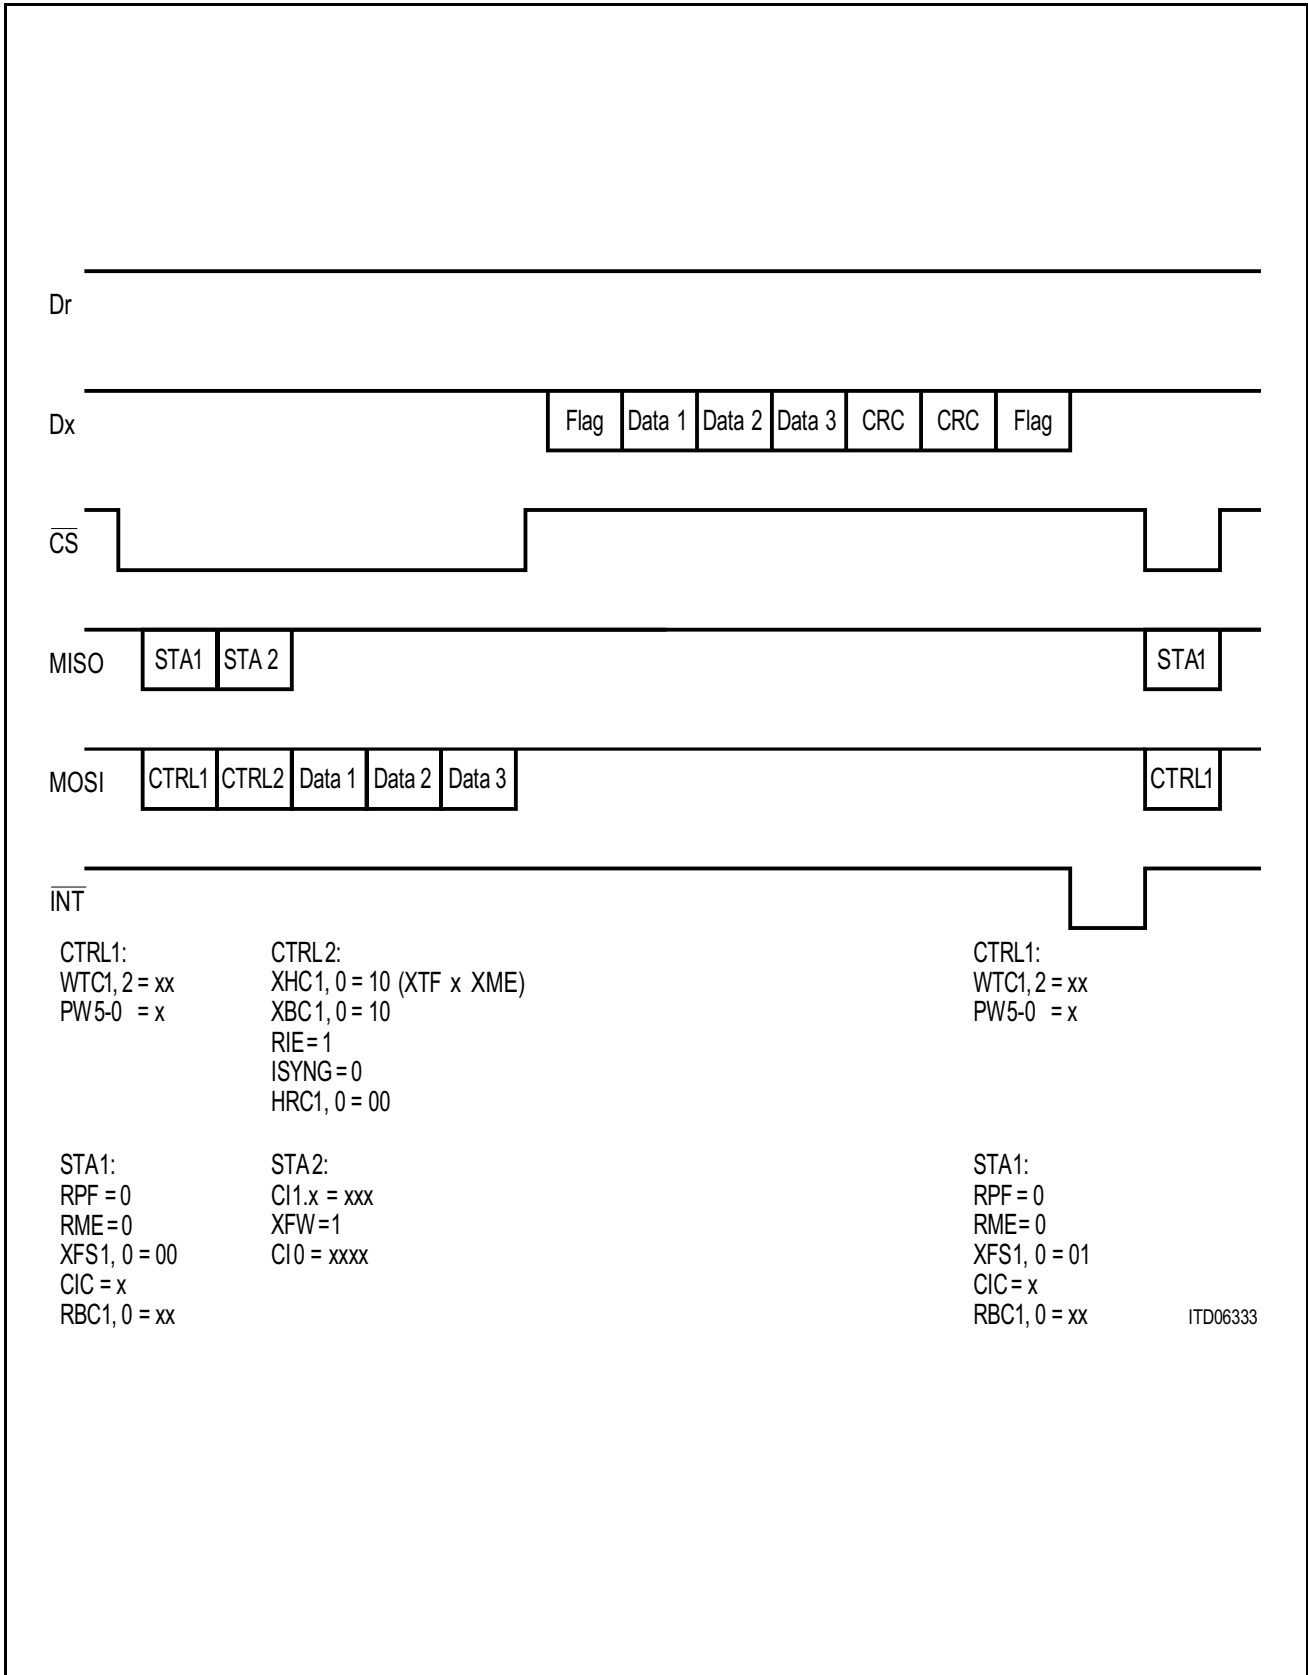 Dr
Dx
Flag Data 1 Data 2 Data 3 CRC CRC Flag
CS
MISO STA1 STA 2 STA1
MOSI CTRL1 CTRL2 Data 1 Data 2 Data 3 CTRL1
INT
CTRL1:
WTC1, 2 = xx
PW5-0 = x
CTRL2:
XHC1, 0 = 10 (XTF x XME)
XBC1, 0 = 10
RIE = 1
ISYNG = 0
HRC1, 0 = 00
CTRL1:
WTC1, 2 = xx
PW5-0 = x
STA1:
RPF = 0
RME = 0
XFS1, 0 = 00
CIC = x
RBC1, 0 = xx
STA2:
CI1.x = xxx
XFW = 1
CI0 = xxxx
STA1:
RPF = 0
RME = 0
XFS1, 0 = 01
CIC = x
RBC1, 0 = xx
ITD06333